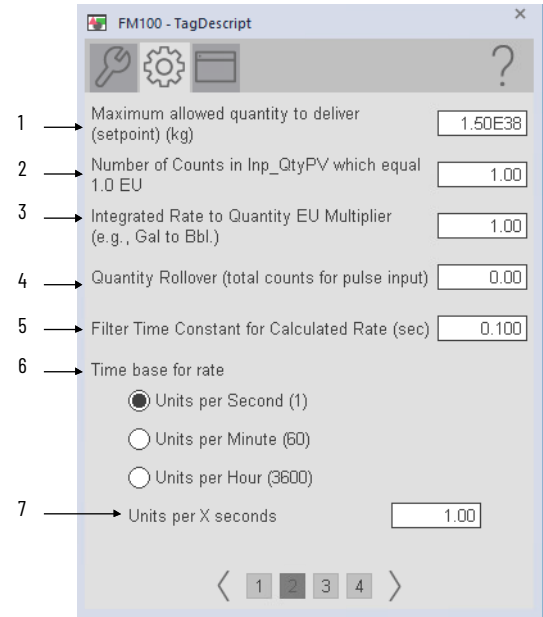 FM100 - TagDescript
×
?
1
Maximum allowed quantity to deliver
(setpoint) (kg)
1.50E38
2
Number of Counts in Inp_QtyPV which equal
1.0 EU
1.00
3
Integrated Rate to Quantity EU Multiplier
(e.g., Gal to Bbl.)
1.00
4
Quantity Rollover (total counts for pulse input)
0.00
5
Filter Time Constant for Calculated Rate (sec)
0.100
6
Time base for rate
Units per Second (1)
Units per Minute (60)
Units per Hour (3600)
7
Units per X seconds
1.00
1 2 3 4